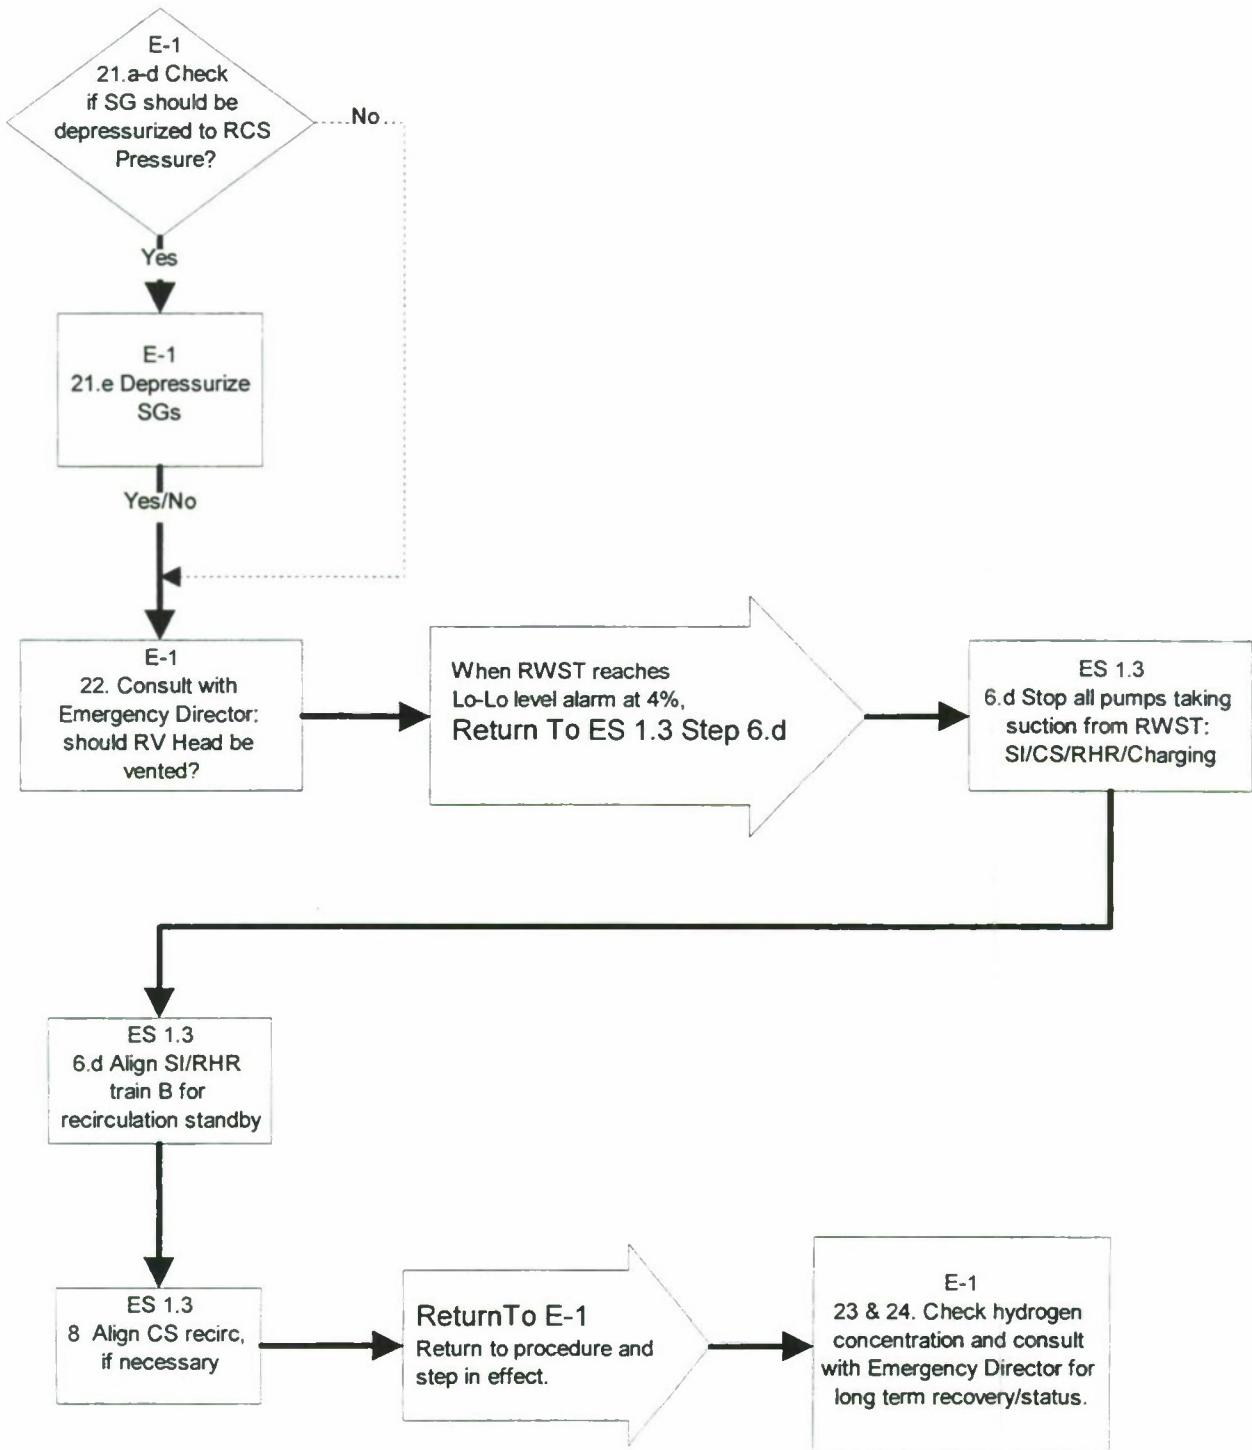 E-1
21.a-d Check
if SG should be
depressurized to RCS
Pressure?
No
Yes
E-1
21.e Depressurize
SGs
Yes/No
E-1
22. Consult with
Emergency Director:
should RV Head be
vented?
When RWST reaches
Lo-Lo level alarm at 4%,
Return To ES 1.3 Step 6.d
ES 1.3
6.d Stop all pumps taking
suction from RWST:
SI/CS/RHR/Charging
ES 1.3
6.d Align SI/RHR
train B for
recirculation standby
ES 1.3
8 Align CS recirc,
if necessary
ReturnTo E-1
Return to procedure and
step in effect.
E-1
23 & 24. Check hydrogen
concentration and consult
with Emergency Director for
long term recovery/status.